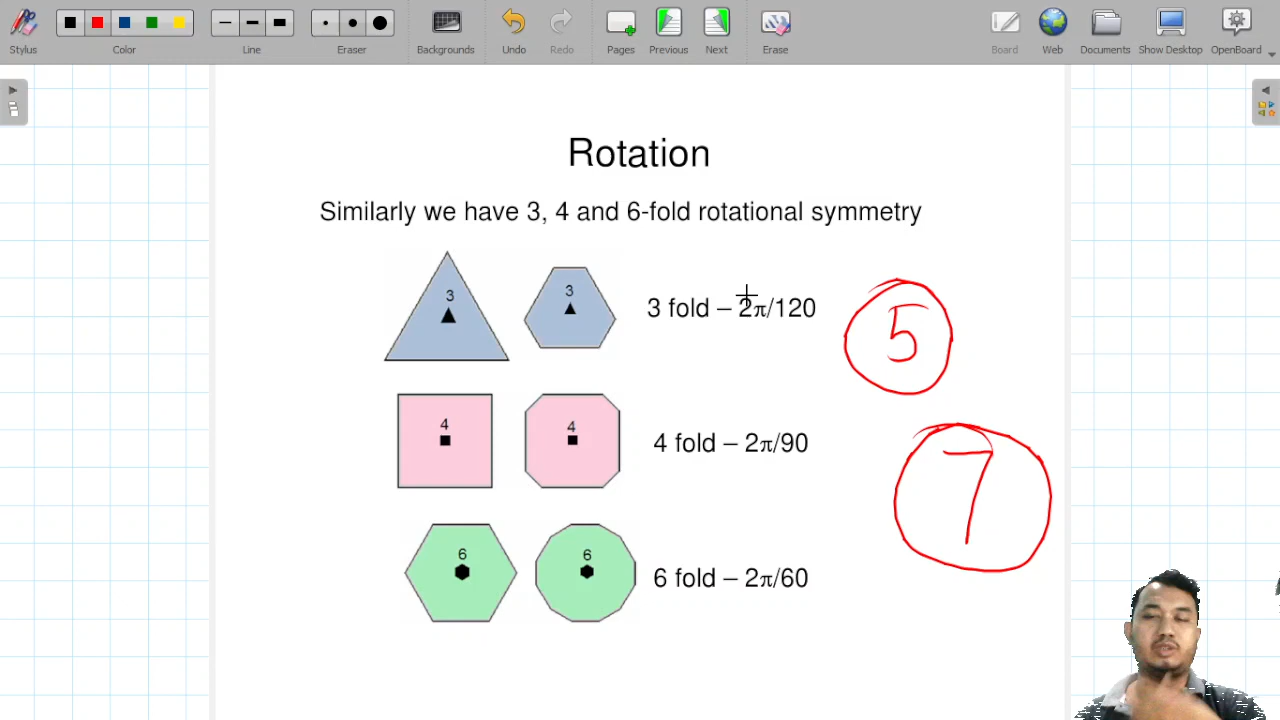 Stylus Color Line Eraser Backgrounds Undo Redo Pages Previous Next Erase Board Web Documents Show Desktop OpenBoard
Rotation
Similarly we have 3, 4 and 6-fold rotational symmetry
3 3 3 fold – 2π/120 5
4 4 4 fold – 2π/90 7
6 6 6 fold – 2π/60